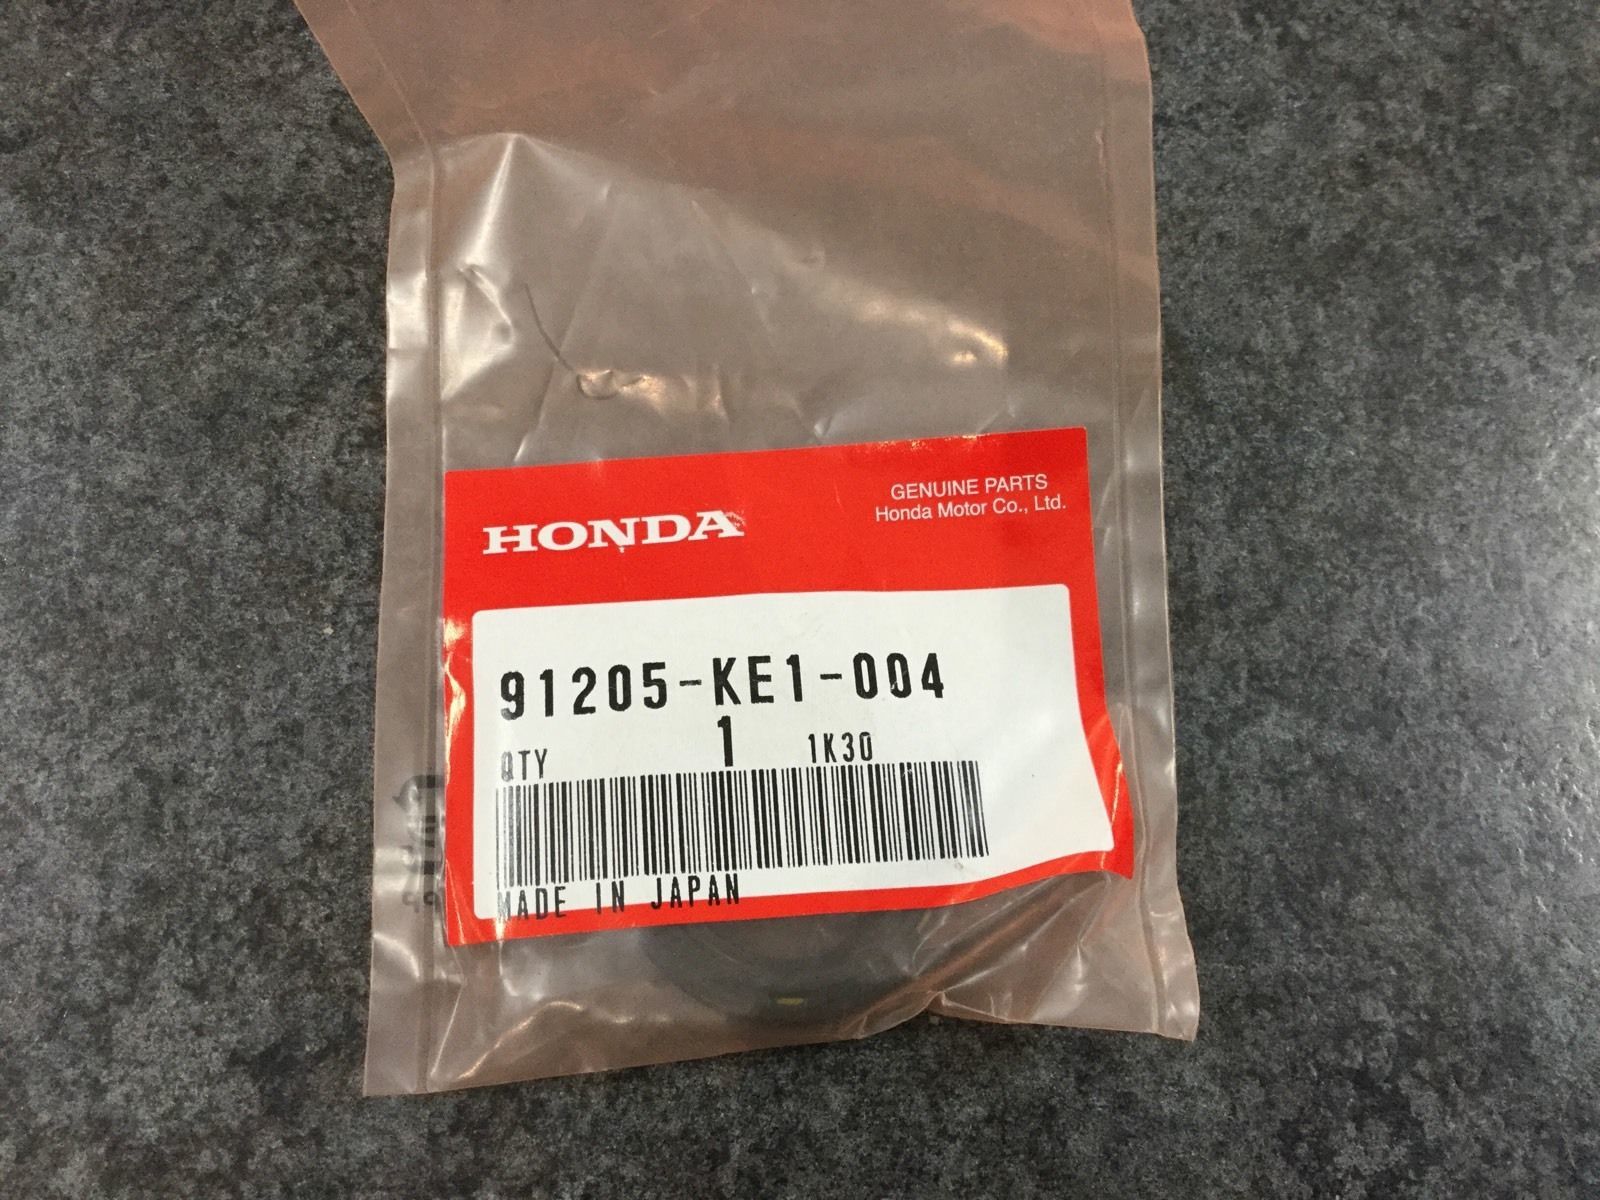 HONDA
GENUINE PARTS
Honda Motor Co., Ltd.
91205-KE1-004
QTY 1 1K30
MADE IN JAPAN